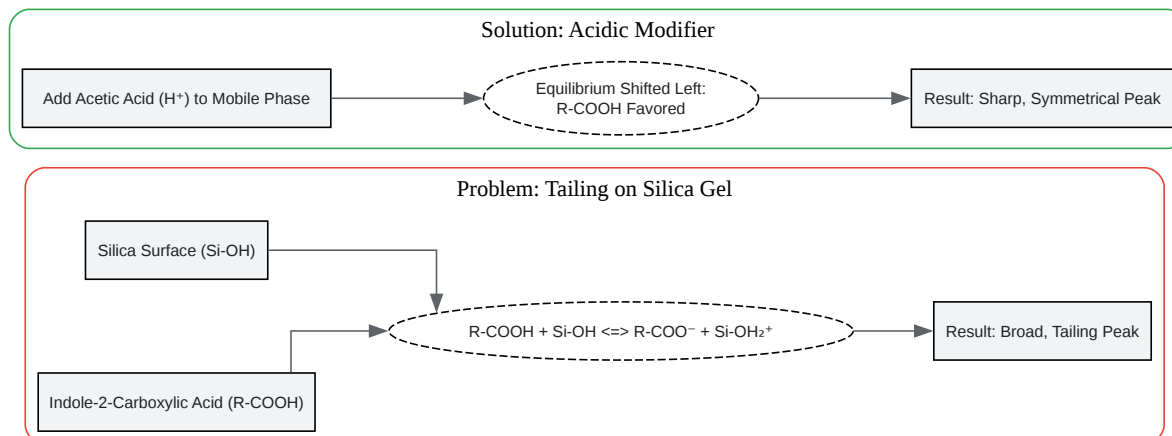 Solution: Acidic Modifier
Add Acetic Acid (H⁺) to Mobile Phase
Equilibrium Shifted Left:
R-COOH Favored
Result: Sharp, Symmetrical Peak
Problem: Tailing on Silica Gel
Silica Surface (Si-OH)
R-COOH + Si-OH <=> R-COO⁻ + Si-OH₂⁺
Result: Broad, Tailing Peak
Indole-2-Carboxylic Acid (R-COOH)